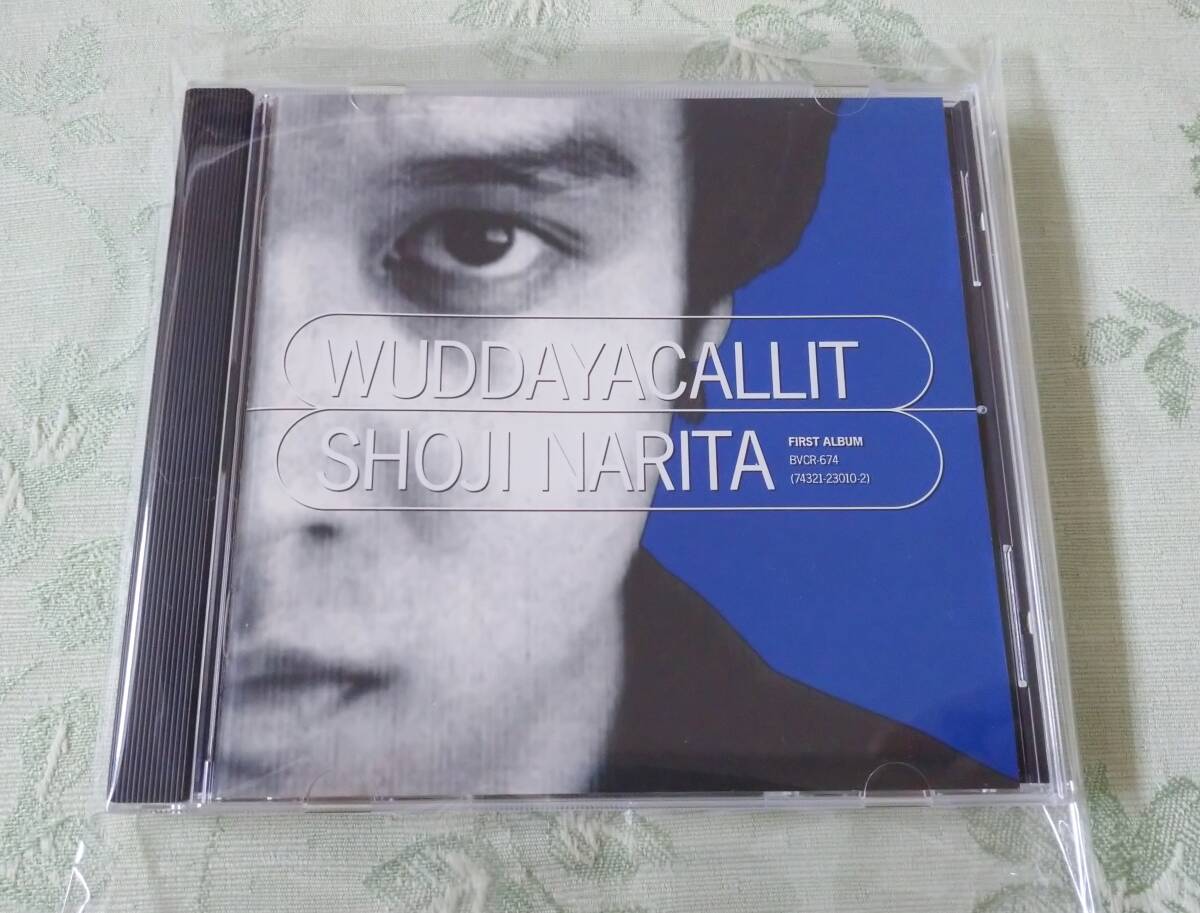 WUDDAYACALLIT
SHOJI NARITA
FIRST ALBUM
BVCR-674
(74321-23010-2)